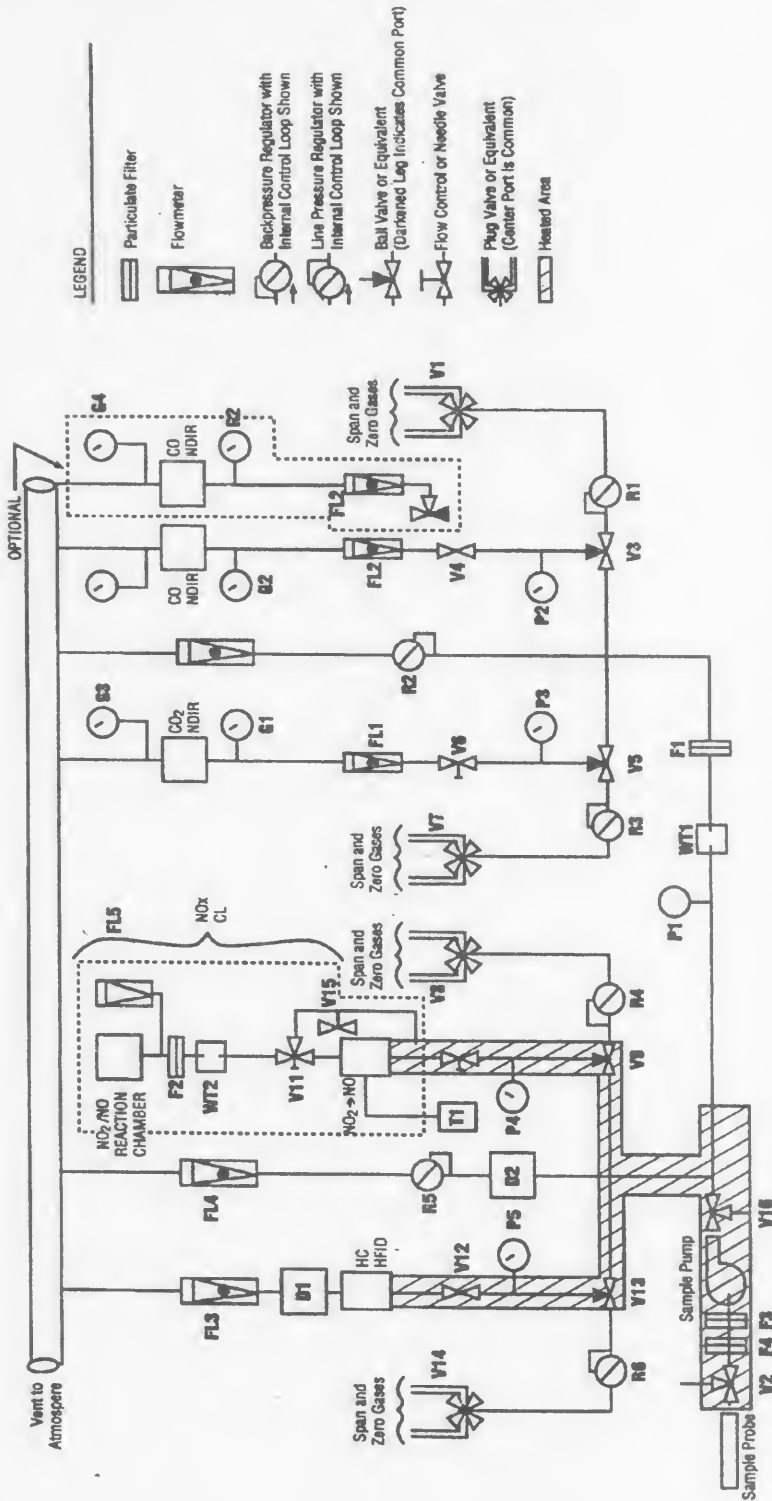 Vent to
Atmospere
OPTIONAL
G4
CO
NDIR
R2
FL2
CO
NDIR
G2
FL2
V4
P2
V3
Span and
Zero Gases
V1
R1
R2
G3
CO2
NDIR
G1
FL1
V6
P3
V5
Span and
Zero Gases
V7
R3
F1
WT1
P1
FL5
NOx
CL
NO2/NO
REACTION
CHAMBER
F2
WT2
V11
V15
NO2→NO
T1
P4
V9
Span and
Zero Gases
V8
R4
FL4
R5
D2
FL3
D1
HC
HFID
V12
P5
V13
Span and
Zero Gases
V14
R6
Sample Pump
Sample Probe
V2
F4
F3
V16
LEGEND
Particulate Filter
Flowmeter
Backpressure Regulator with
Internal Control Loop Shown
Line Pressure Regulator with
Internal Control Loop Shown
Ball Valve or Equivalent
(Darkened Leg Indicates Common Port)
Flow Control or Needle Valve
Plug Valve or Equivalent
(Center Port Is Common)
Heated Area